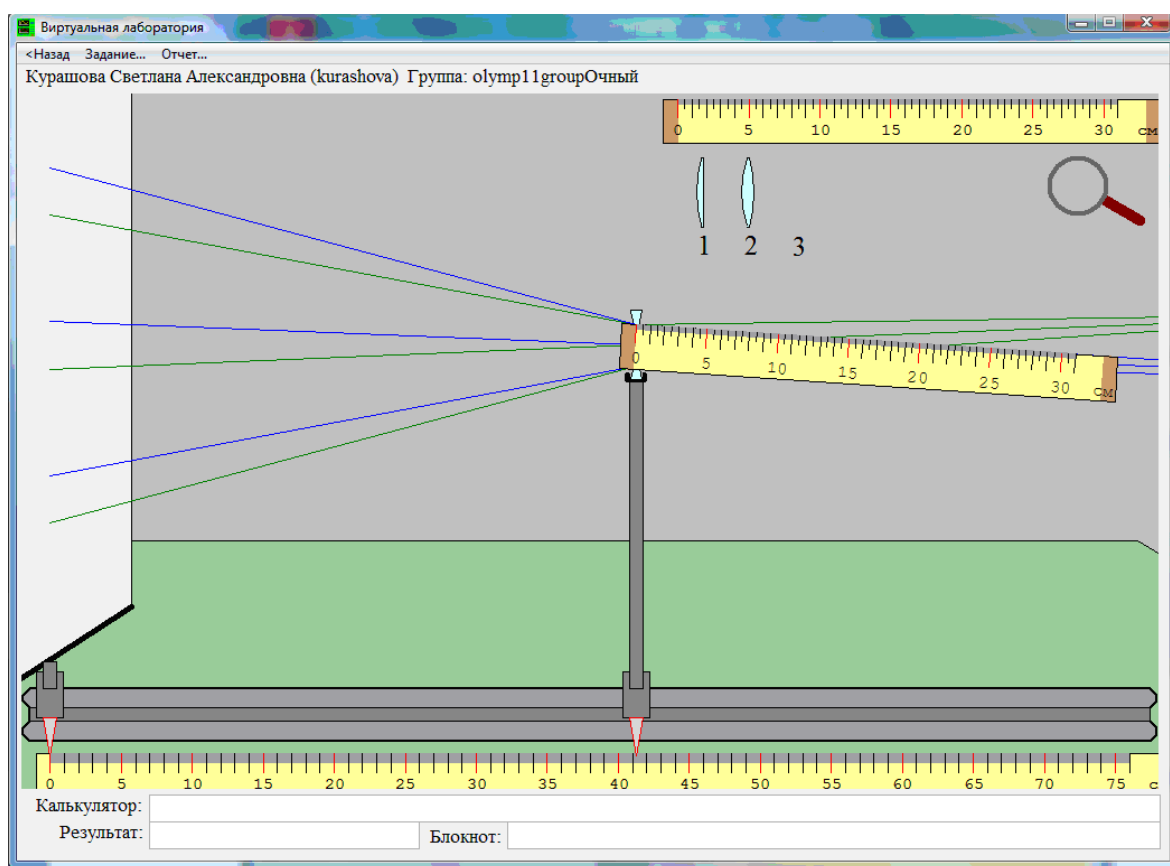 Виртуальная лаборатория
<Назад Задание... Отчет...
Курашова Светлана Александровна (kurashova) Группа: olymp11groupОчный
0 5 10 15 20 25 30 см
1 2 3
0 5 10 15 20 25 30 см
0 5 10 15 20 25 30 35 40 45 50 55 60 65 70 75 с
Калькулятор:
Результат: Блокнот: